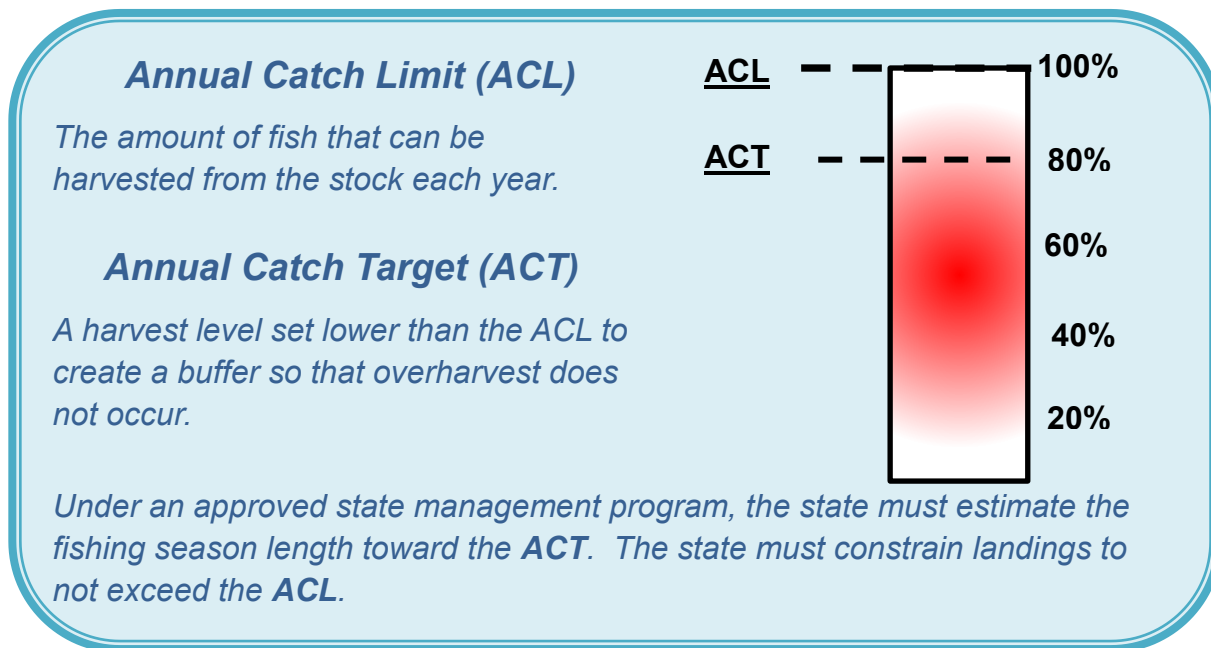 Annual Catch Limit (ACL)
The amount of fish that can be
harvested from the stock each year.
Annual Catch Target (ACT)
A harvest level set lower than the ACL to
create a buffer so that overharvest does
not occur.
ACL 100%
ACT 80%
60%
40%
20%
Under an approved state management program, the state must estimate the
fishing season length toward the ACT.  The state must constrain landings to
not exceed the ACL.